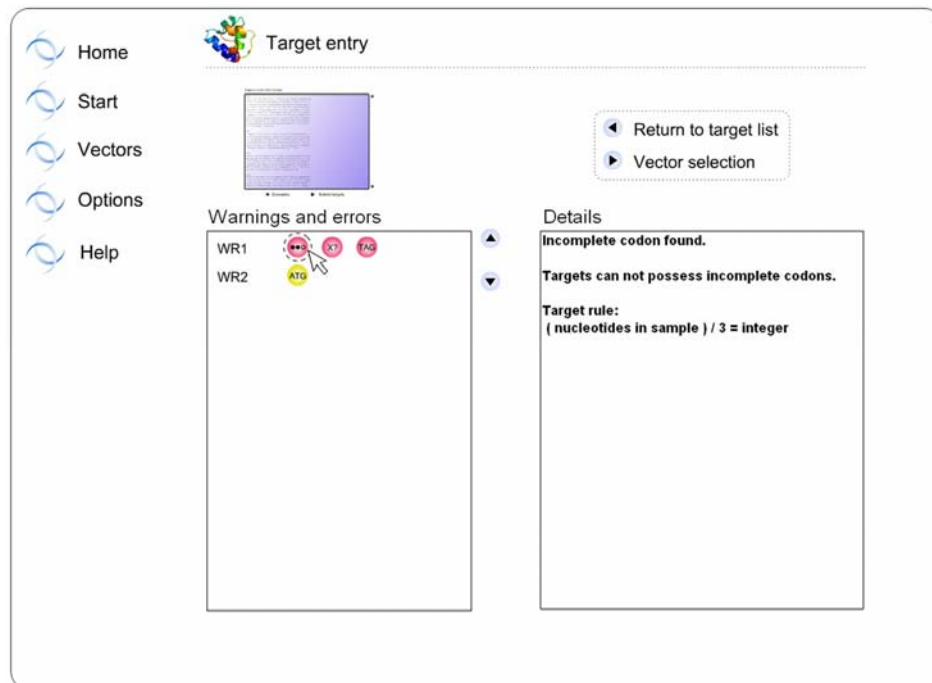 Home
Start
Vectors
Options
Help
Target entry
Return to target list
Vector selection
Warnings and errors
WR1 X? TAG
WR2 ATG
Details
Incomplete codon found.
Targets can not possess incomplete codons.
Target rule:
( nucleotides in sample ) / 3 = integer